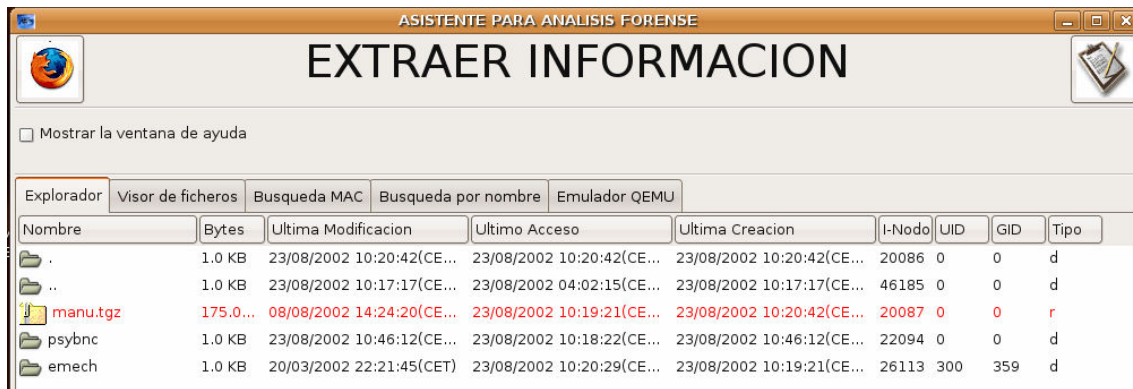 ASISTENTE PARA ANALISIS FORENSE
EXTRAER INFORMACION
Mostrar la ventana de ayuda
Explorador Visor de ficheros Busqueda MAC Busqueda por nombre Emulador QEMU
Nombre Bytes Ultima Modificacion Ultimo Acceso Ultima Creacion I-Nodo UID GID Tipo
. 1.0 KB 23/08/2002 10:20:42(CE... 23/08/2002 10:20:42(CE... 23/08/2002 10:20:42(CE... 20086 0 0 d
.. 1.0 KB 23/08/2002 10:17:17(CE... 23/08/2002 04:02:15(CE... 23/08/2002 10:17:17(CE... 46185 0 0 d
manu.tgz 175.0... 08/08/2002 14:24:20(CE... 23/08/2002 10:19:21(CE... 23/08/2002 10:20:42(CE... 20087 0 0 r
psybnc 1.0 KB 23/08/2002 10:46:12(CE... 23/08/2002 10:18:22(CE... 23/08/2002 10:46:12(CE... 22094 0 0 d
emech 1.0 KB 20/03/2002 22:21:45(CET) 23/08/2002 10:20:29(CE... 23/08/2002 10:19:21(CE... 26113 300 359 d